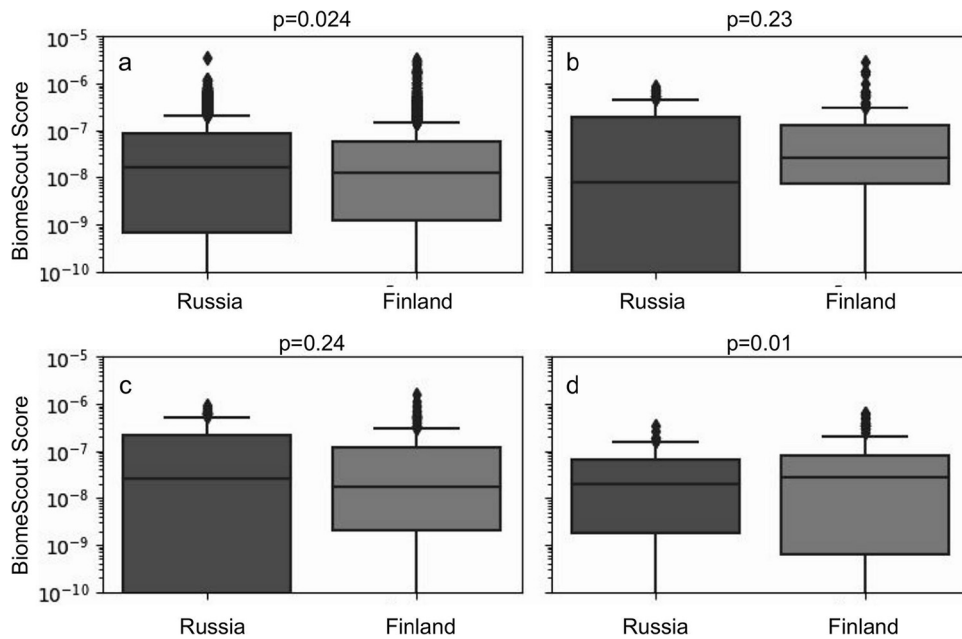 p=0.024
p=0.23
BiomeScout Score
10⁻⁵
10⁻⁶
10⁻⁷
10⁻⁸
10⁻⁹
10⁻¹⁰
a
b
Russia
Finland
Russia
Finland
p=0.24
p=0.01
BiomeScout Score
10⁻⁵
10⁻⁶
10⁻⁷
10⁻⁸
10⁻⁹
10⁻¹⁰
c
d
Russia
Finland
Russia
Finland